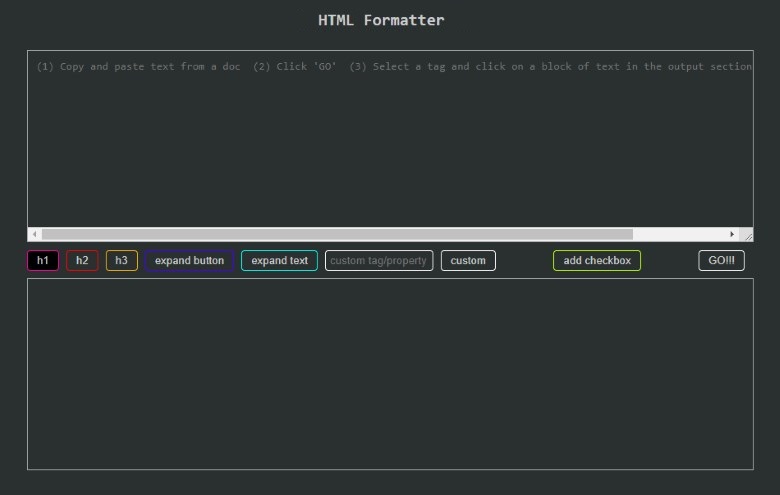 HTML Formatter
(1) Copy and paste text from a doc  (2) Click 'GO'  (3) Select a tag and click on a block of text in the output section
h1 h2 h3 expand button expand text custom tag/property custom add checkbox GO!!!